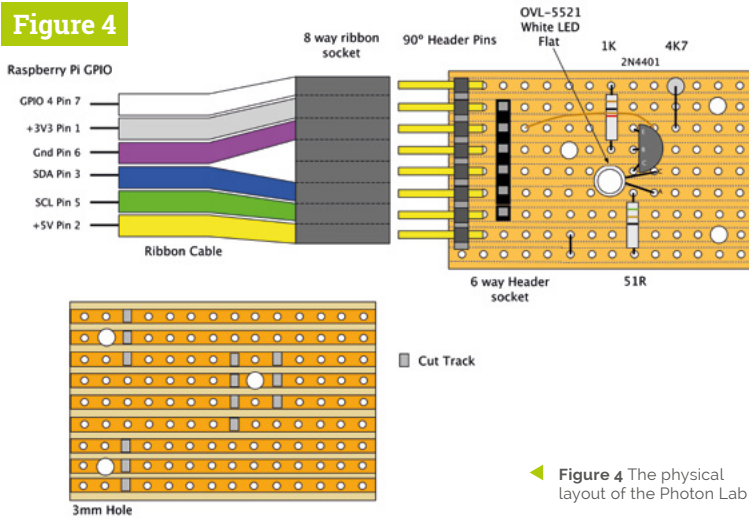 Figure 4
8 way ribbon
socket
90° Header Pins
OVL-5521
White LED
Flat
1K
4K7
2N4401
Raspberry Pi GPIO
GPIO 4 Pin 7
+3V3 Pin 1
Gnd Pin 6
SDA Pin 3
SCL Pin 5
+5V Pin 2
Ribbon Cable
B
C
C
A
6 way Header
socket
51R
Cut Track
3mm Hole
Figure 4 The physical
layout of the Photon Lab